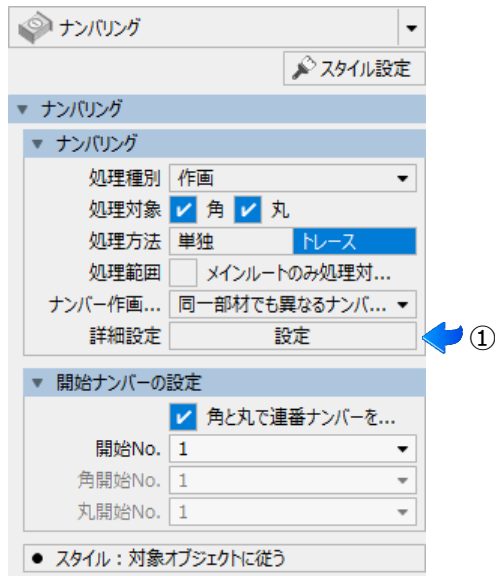 ナンバリング
スタイル設定
ナンバリング
ナンバリング
処理種別 作画
処理対象 角 丸
処理方法 単独 トレース
処理範囲 メインルートのみ処理対...
ナンバー作画... 同一部材でも異なるナンバ...
詳細設定 設定 ①
開始ナンバーの設定
角と丸で連番ナンバーを...
開始No. 1
角開始No. 1
丸開始No. 1
スタイル:対象オブジェクトに従う